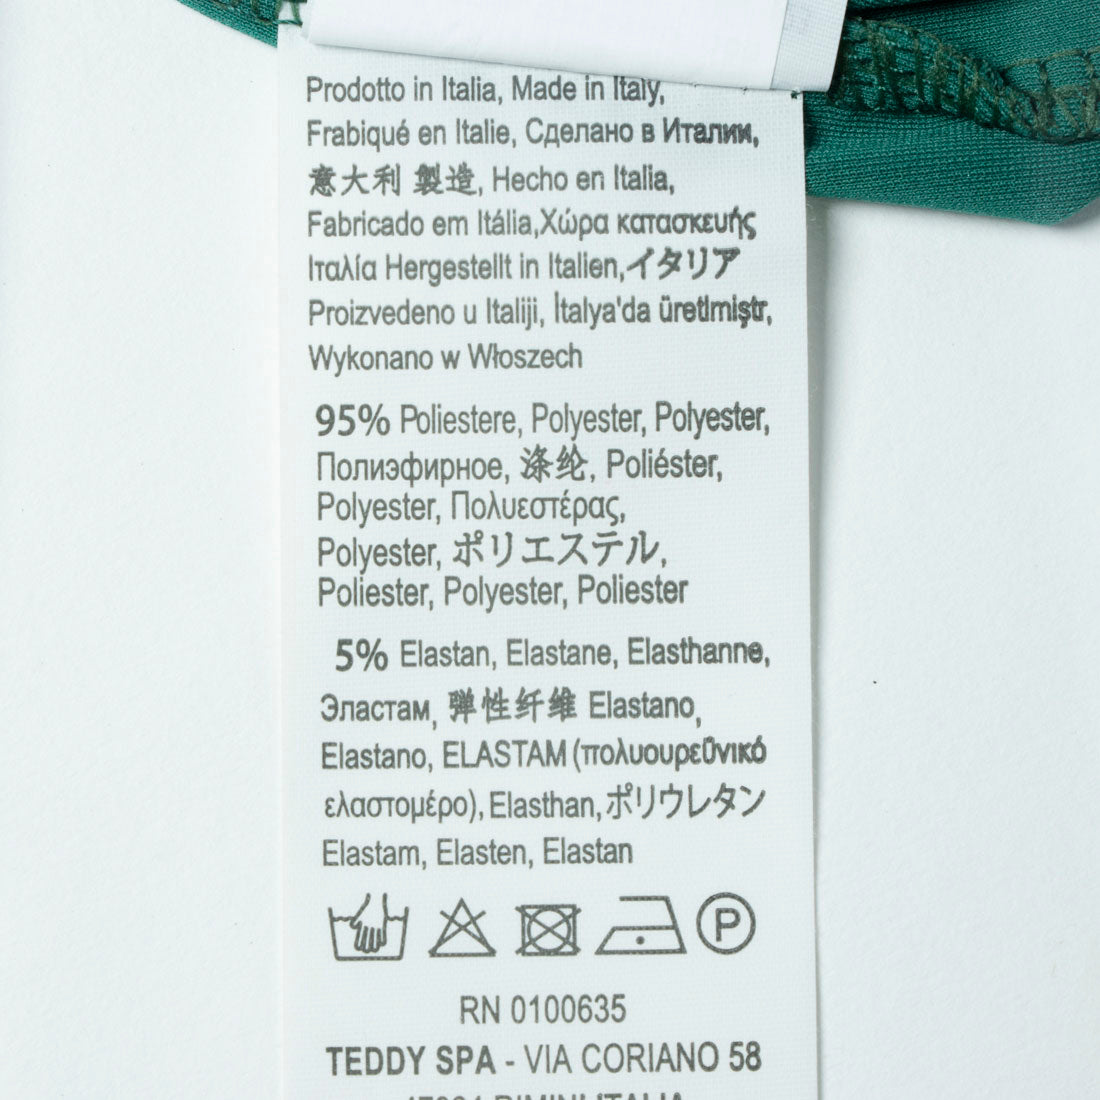 Prodotto in Italia, Made in Italy,
Frabiqué en Italie, Сделано в Италии,
意大利 製造, Hecho en Italia,
Fabricado em Itália,Χώρα κατασκευής
Ιταλία Hergestellt in Italien,イタリア
Proizvedeno u Italiji, İtalya'da üretlmiştr,
Wykonano w Włoszech
95% Poliestere, Polyester, Polyester,
Полиэфирное, 涤纶, Poliéster,
Polyester, Πολυεστέρας,
Polyester, ポリエステル,
Poliester, Polyester, Poliester
5% Elastan, Elastane, Elasthanne,
Эластам, 弹性纤维 Elastano,
Elastano, ELASTAM (πολυουρεθνικό
ελαστομέρο), Elasthan,ポリウレタン
Elastam, Elasten, Elastan
P
RN 0100635
TEDDY SPA - VIA CORIANO 58